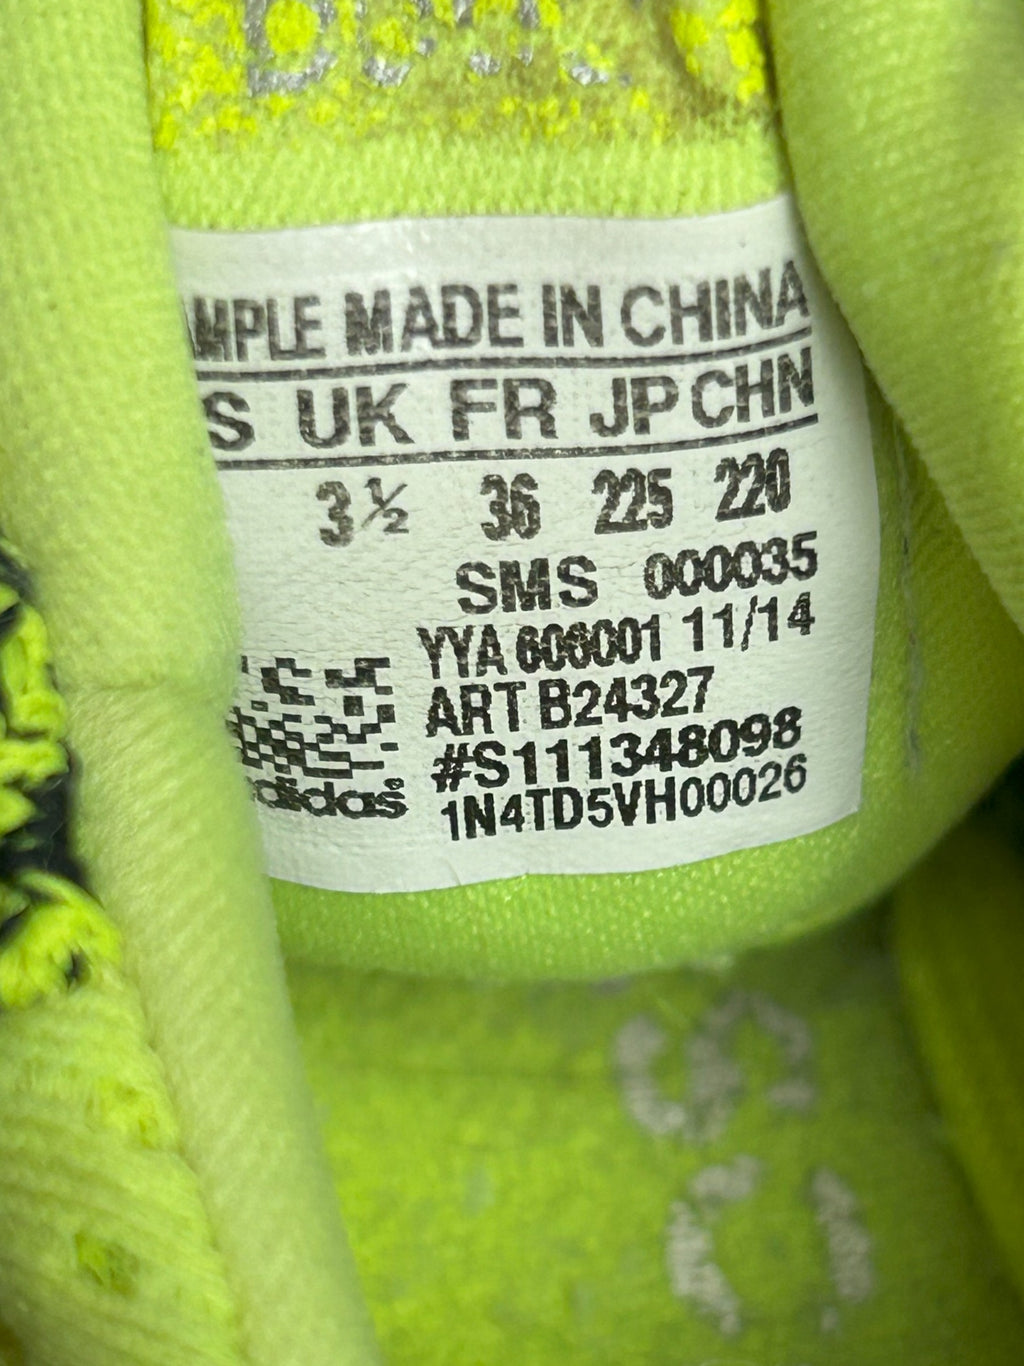 MPLE MADE IN CHINA
S UK FR JP CHN
3½ 36 225 220
SMS 000035
YYA 606001 11/14
ART B24327
#S111348098
adidas 1N4TD5VH00026